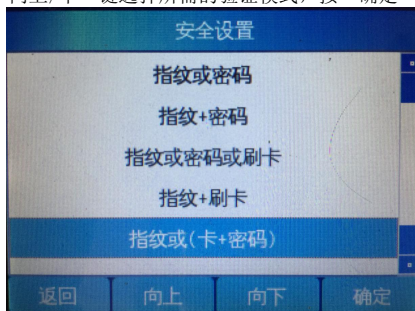 安全设置
指纹或密码
指纹+密码
指纹或密码或刷卡
指纹+刷卡
指纹或(卡+密码)
返回 向上 向下 确定